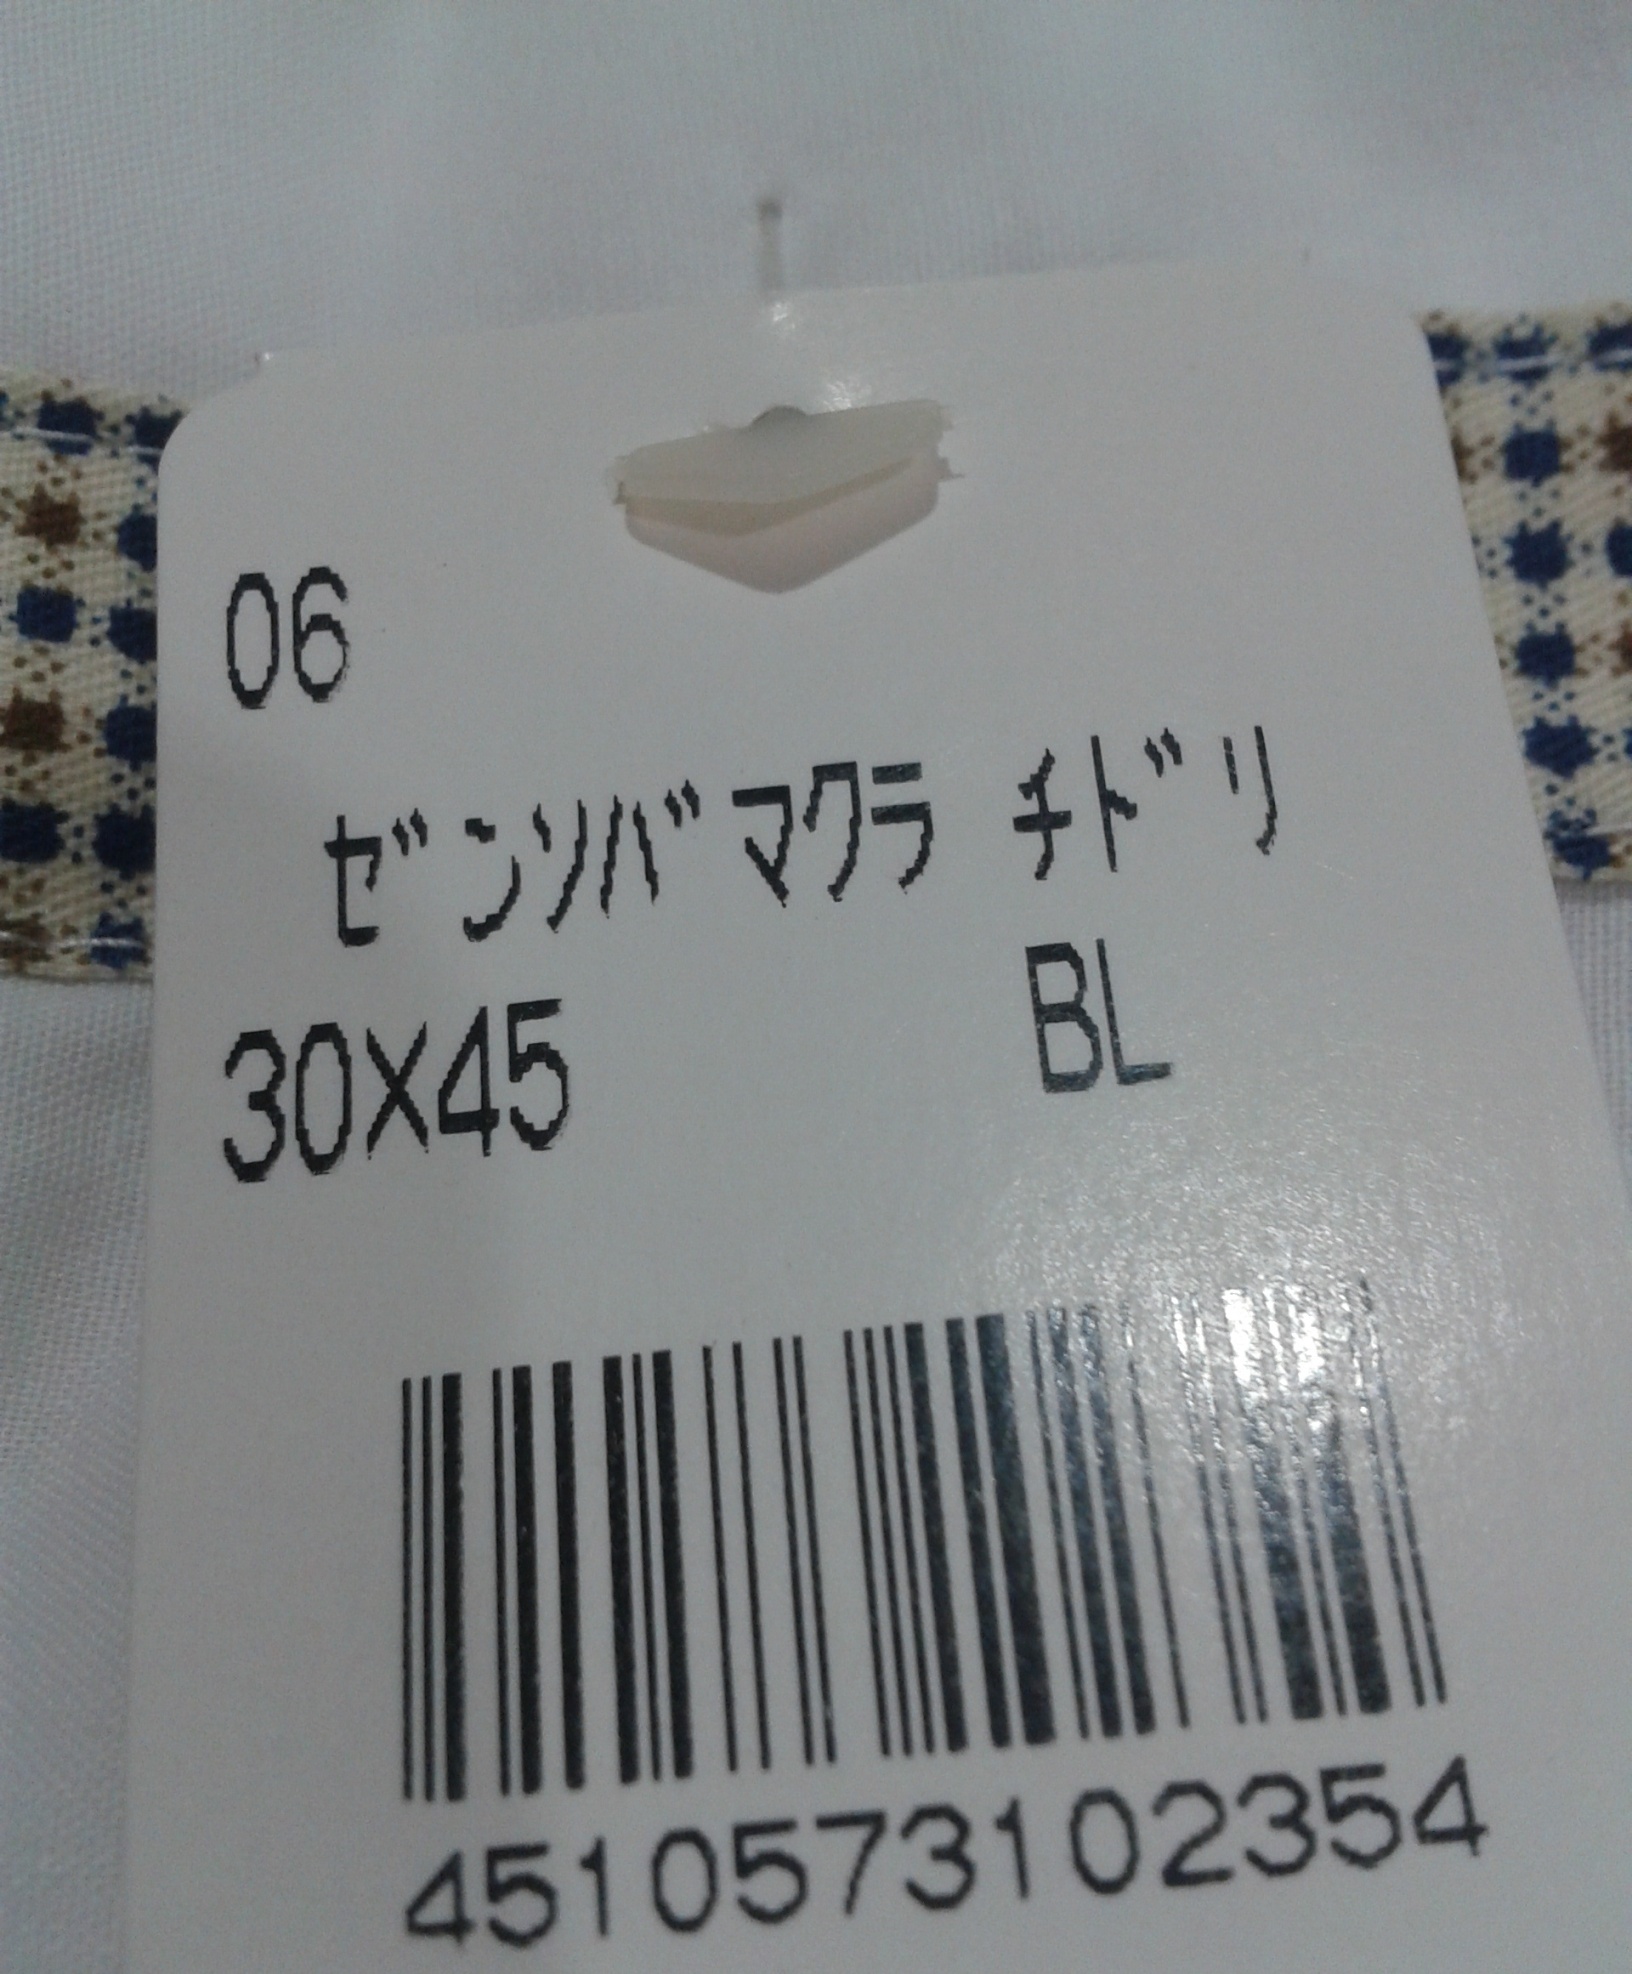 06
ｾﾞﾝｿﾊﾞﾏｸﾗ ﾁﾄﾞﾘ
30X45 BL
4510573102354